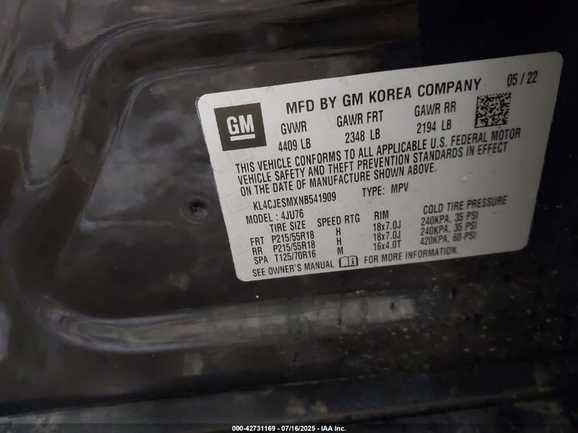 MFD BY GM KOREA COMPANY 05 / 22
GM
GVWR GAWR FRT GAWR RR
4409 LB 2348 LB 2194 LB
THIS VEHICLE CONFORMS TO ALL APPLICABLE U.S. FEDERAL MOTOR
VEHICLE SAFETY AND THEFT PREVENTION STANDARDS IN EFFECT
ON THE DATE OF MANUFACTURE SHOWN ABOVE.
KLACJESMXNB541909 TYPE: MPV
MODEL: 4JU76
TIRE SIZE SPEED RTG RIM COLD TIRE PRESSURE
FRT P215/55R18 H 18x7.0J 240KPA, 35 PSI
RR P215/55R18 H 18x7.0J 240KPA, 35 PSI
SPA T125/70R16 M 16x4.0T 420KPA, 60 PSI
SEE OWNER'S MANUAL FOR MORE INFORMATION.
000-42731169 - 07/16/2025 - IAA Inc.